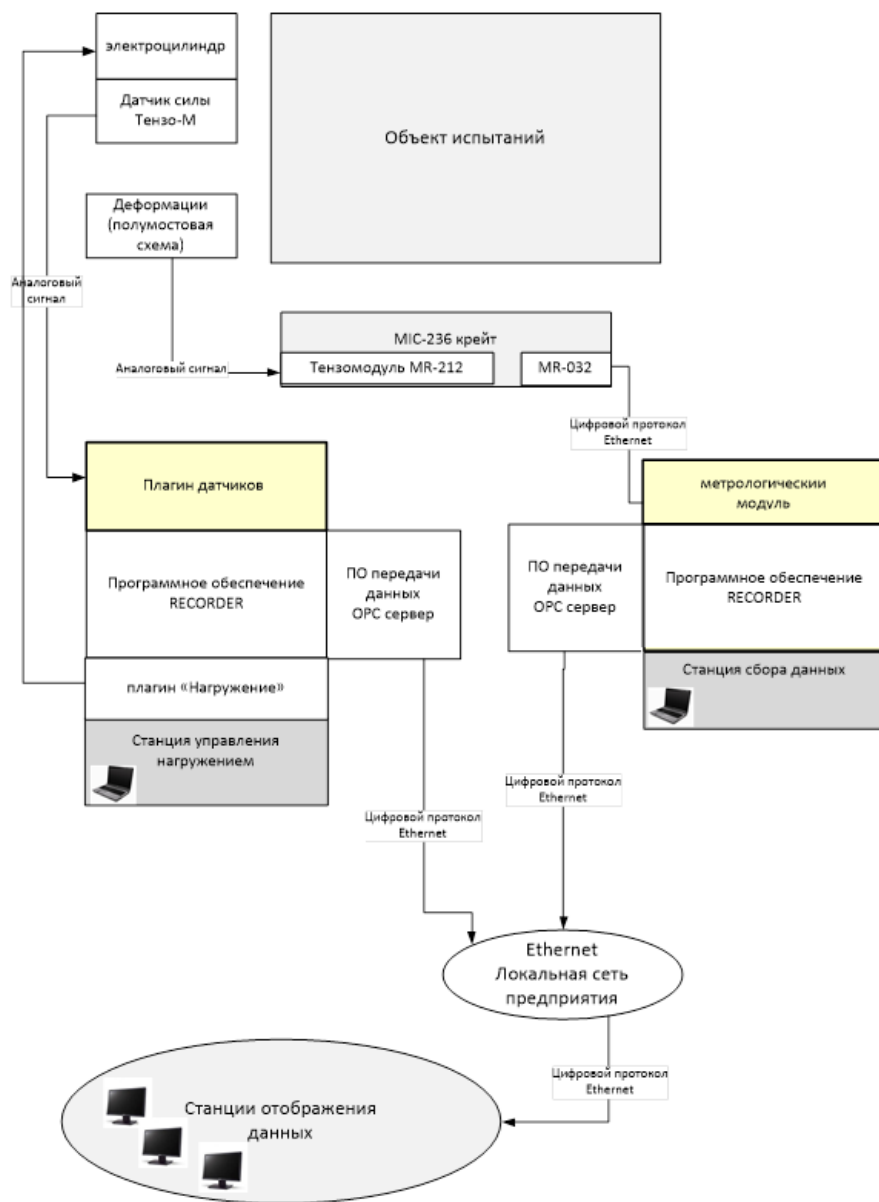 электроцилиндр
Датчик силы
Тензо-М
Объект испытаний
Деформации
(полумостовая
схема)
Аналоговый
сигнал
MIC-236 крейт
Аналоговый сигнал
Тензомодуль MR-212
MR-032
Цифровой протокол
Ethernet
Плагин датчиков
метрологически
модуль
Программное обеспечение
RECORDER
ПО передачи
данных
OPC сервер
ПО передачи
данных
OPC сервер
Программное обеспечение
RECORDER
плагин «Нагружение»
Станция сбора данных
Станция управления
нагружением
Цифровой протокол
Ethernet
Цифровой протокол
Ethernet
Ethernet
Локальная сеть
предприятия
Цифровой протокол
Ethernet
Станции отображения
данных